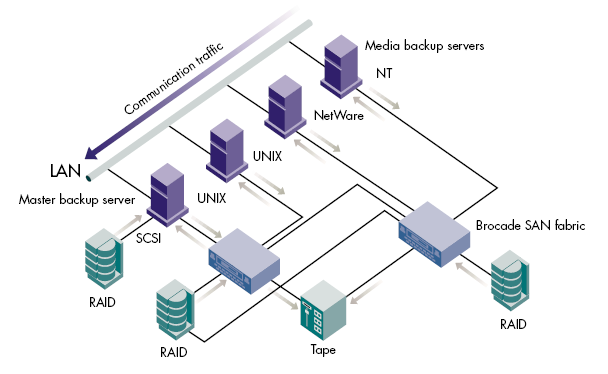 Media backup servers
NT
Communication traffic
NetWare
UNIX
LAN
Master backup server
UNIX
SCSI
Brocade SAN fabric
RAID
RAID
Tape
RAID